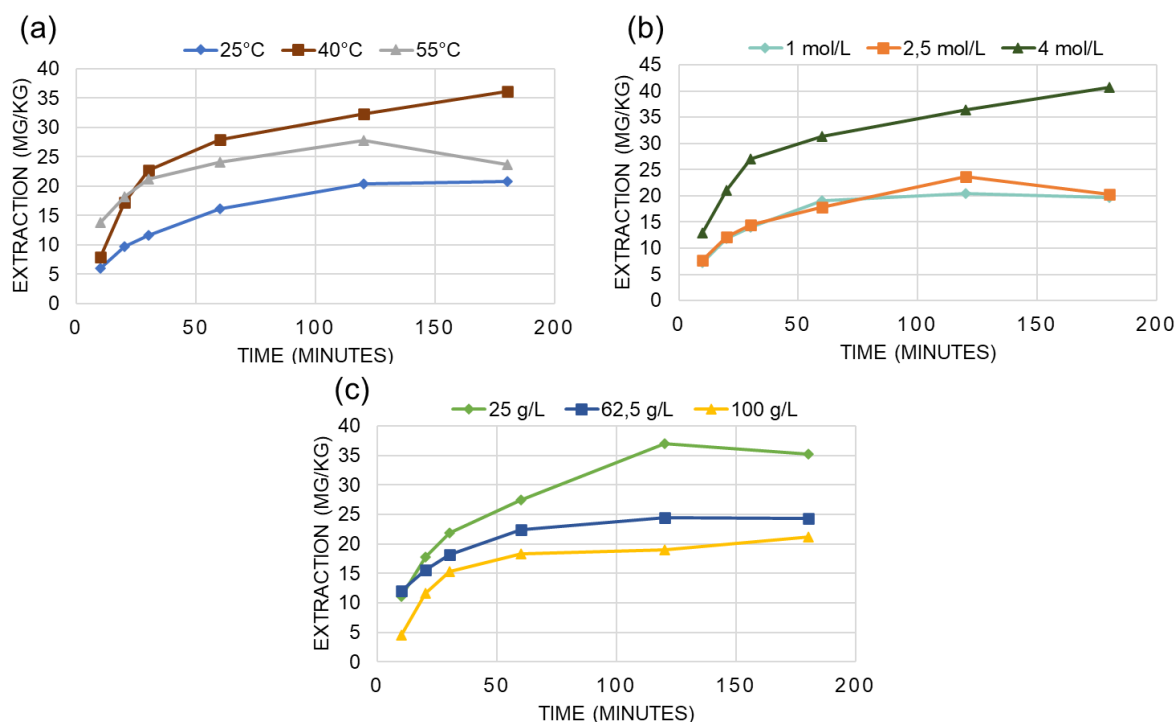 (a)
25°C 40°C 55°C
EXTRACTION (MG/KG)
40
35
30
25
20
15
10
5
0
0 50 100 150 200
TIME (MINUTES)
(b)
1 mol/L 2,5 mol/L 4 mol/L
EXTRACTION (MG/KG)
45
40
35
30
25
20
15
10
5
0
0 50 100 150 200
TIME (MINUTES)
(c)
25 g/L 62,5 g/L 100 g/L
EXTRACTION (MG/KG)
40
35
30
25
20
15
10
5
0
0 50 100 150 200
TIME (MINUTES)